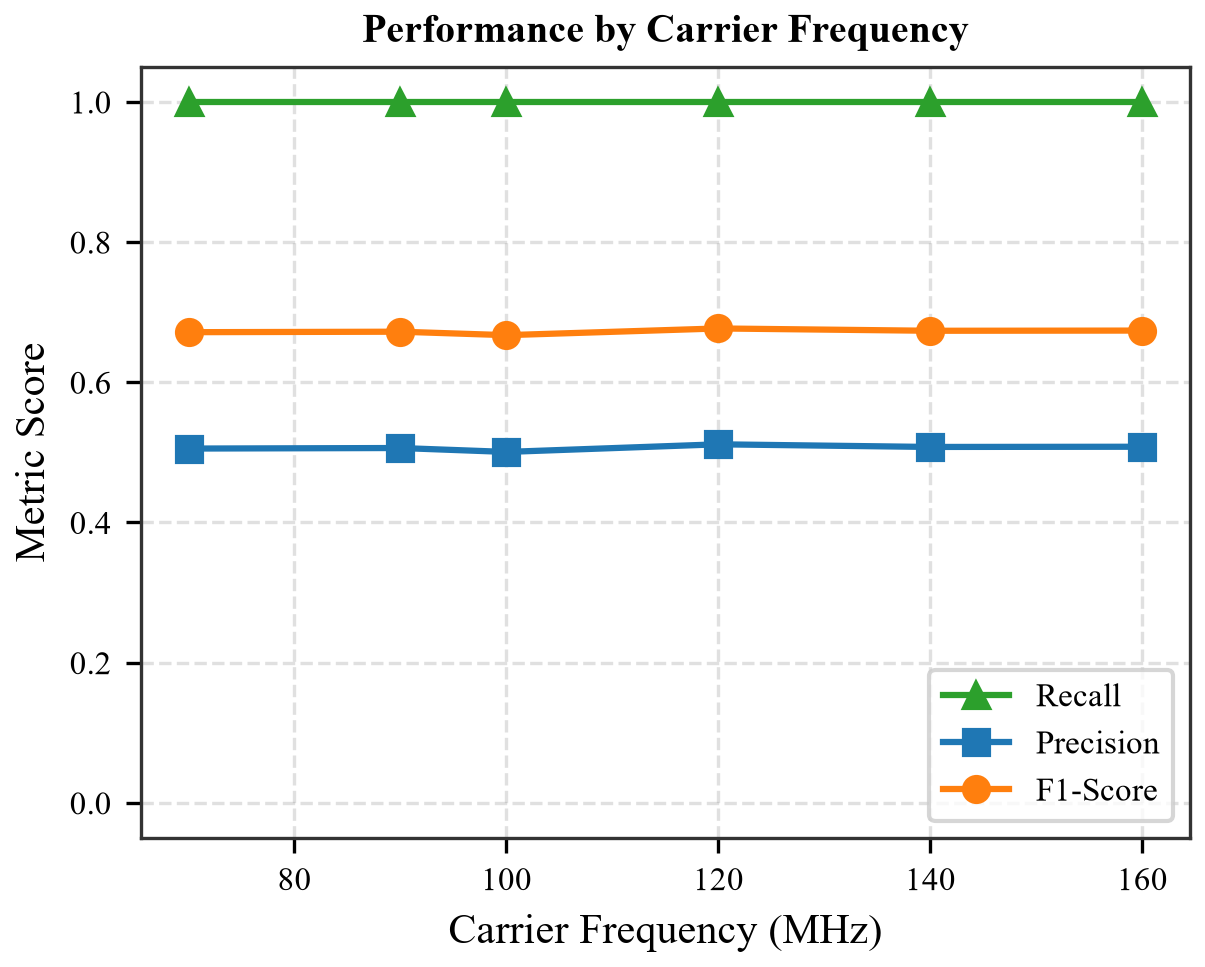 Performance by Carrier Frequency
1.0
0.8
0.6
0.4
0.2
0.0
Metric Score
Recall
Precision
F1-Score
80 100 120 140 160
Carrier Frequency (MHz)